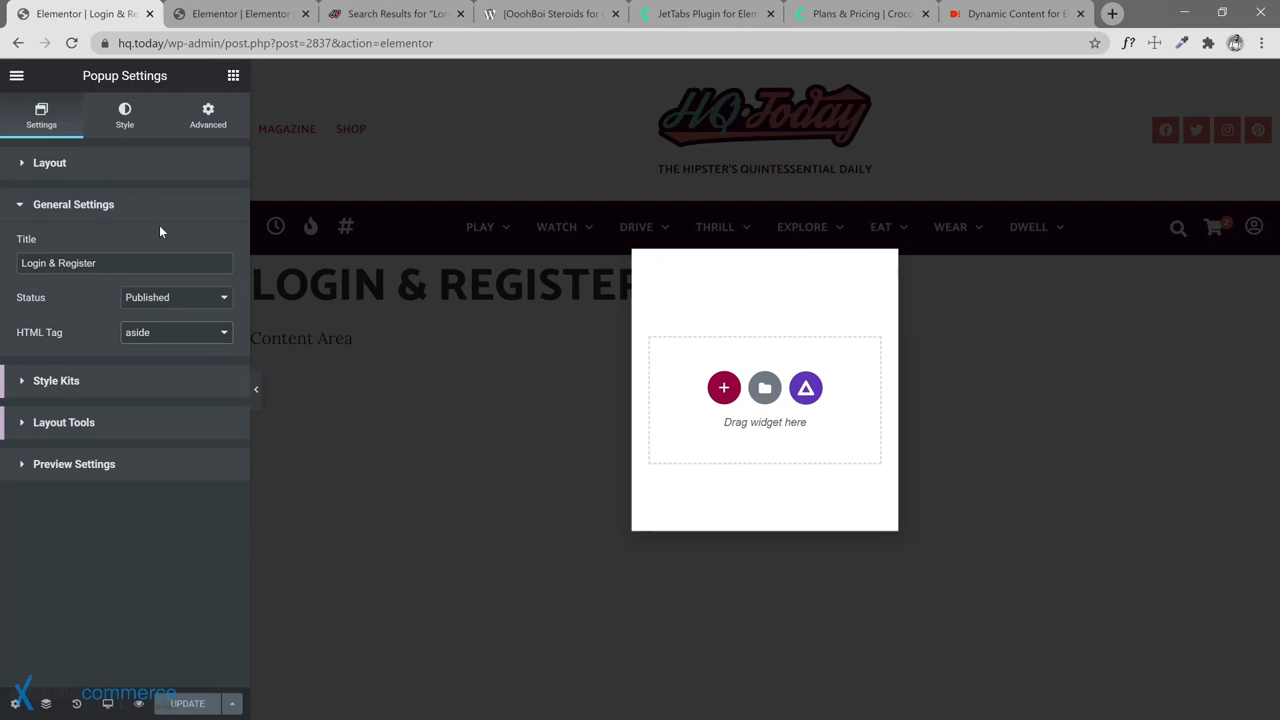 Elementor | Login & Re
Elementor | Elementor
Search Results for "Lor
[OoohBoi Steroids for E
JetTabs Plugin for Elem
Plans & Pricing | Croco
Dynamic Content for El
hq.today/wp-admin/post.php?post=2837&action=elementor
Popup Settings
Settings
Style
Advanced
Layout
General Settings
Title
Login & Register
Status
Published
HTML Tag
aside
Style Kits
Layout Tools
Preview Settings
commerce
UPDATE
MAGAZINE
SHOP
HQ Today
THE HIPSTER'S QUINTESSENTIAL DAILY
PLAY
WATCH
DRIVE
THRILL
EXPLORE
EAT
WEAR
DWELL
LOGIN & REGISTER
Content Area
Drag widget here